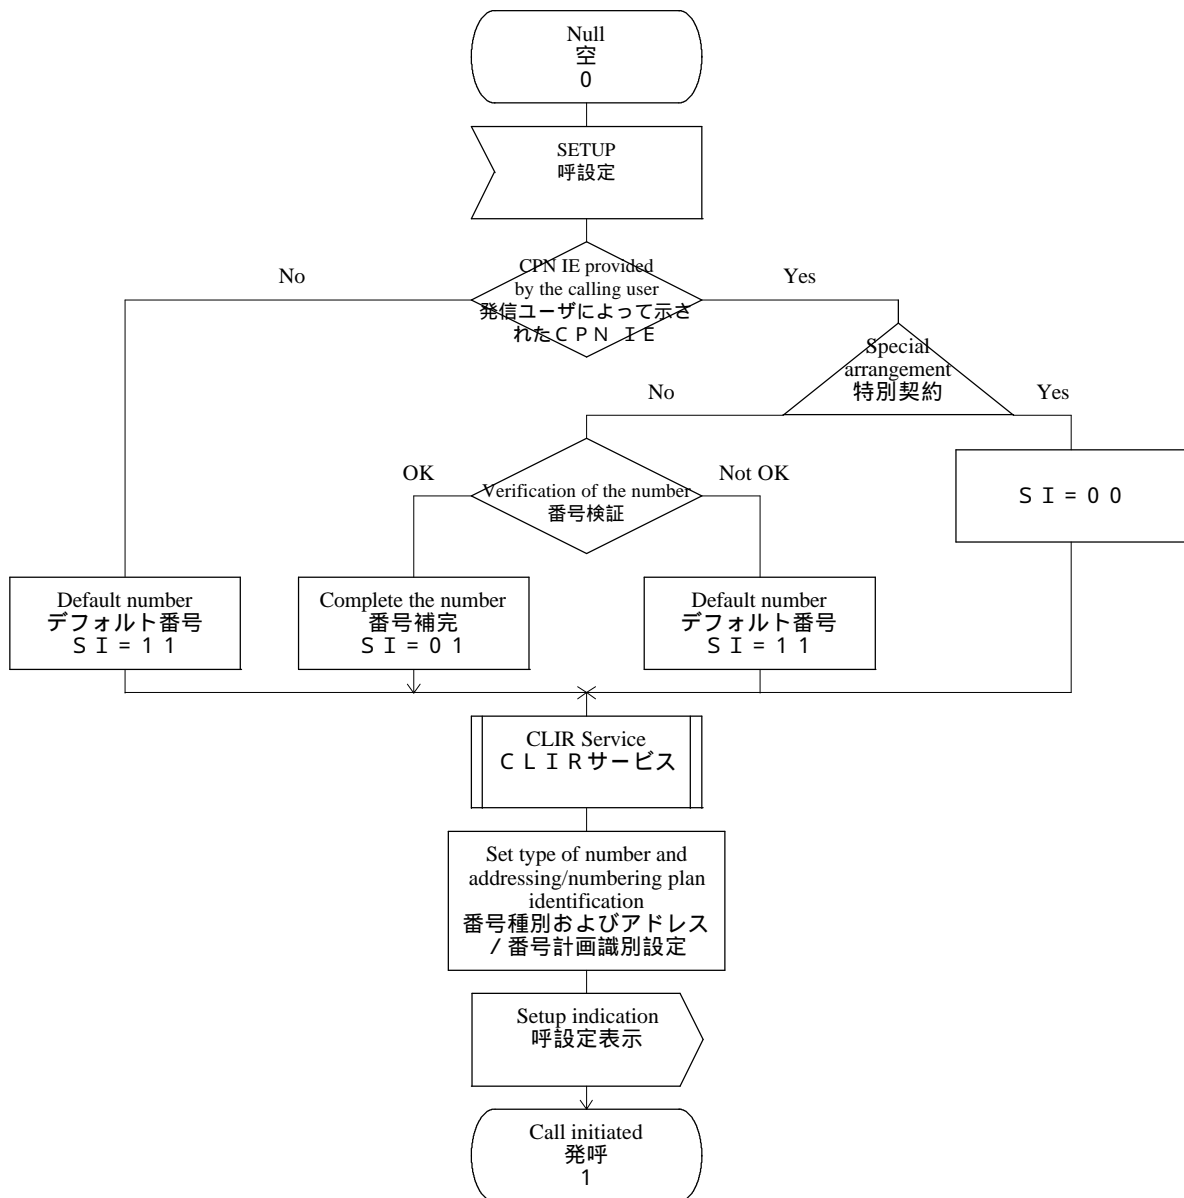 Null
空
０
SETUP
呼設定
CPN IE provided
by the calling user
発信ユーザによって示さ
れたＣＰＮ ＩＥ
No
Yes
Special
arrangement
特別契約
No
Yes
Verification of the number
番号検証
OK
Not OK
ＳＩ＝００
Default number
デフォルト番号
ＳＩ＝１１
Complete the number
番号補完
ＳＩ＝０１
Default number
デフォルト番号
ＳＩ＝１１
CLIR Service
ＣＬＩＲサービス
Set type of number and
addressing/numbering plan
identification
番号種別およびアドレス
／番号計画識別設定
Setup indication
呼設定表示
Call initiated
発呼
１